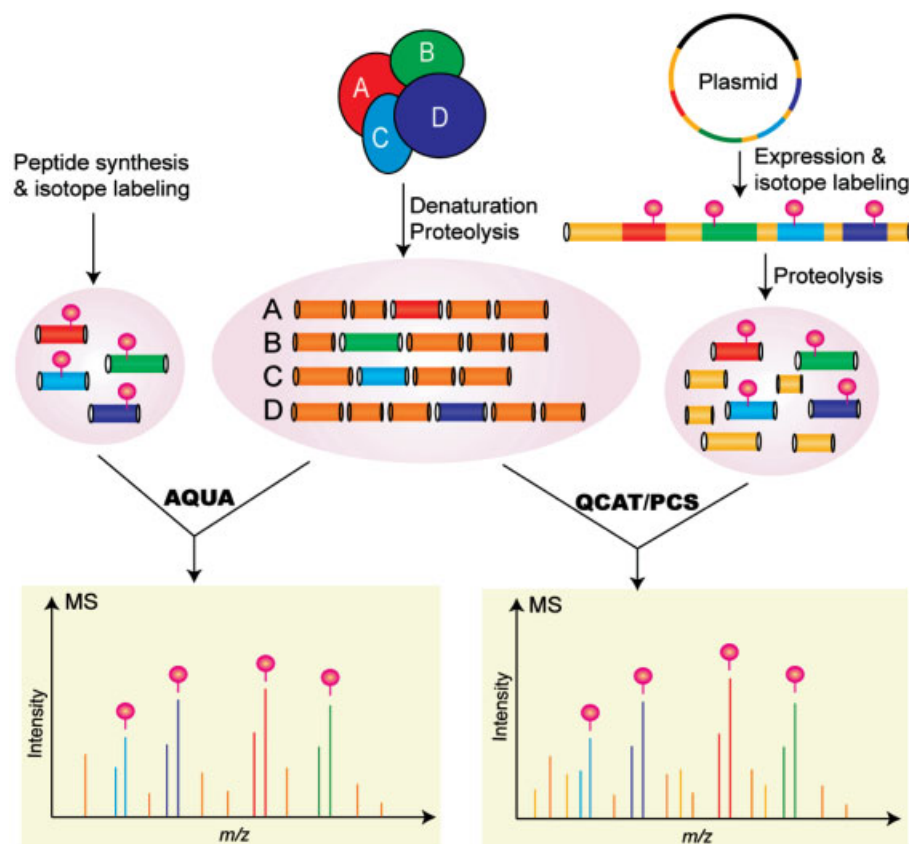 B
A
D
C
Plasmid
Peptide synthesis
& isotope labeling
Denaturation
Proteolysis
Expression &
isotope labeling
Proteolysis
A
B
C
D
AQUA
QCAT/PCS
MS
Intensity
m/z
MS
Intensity
m/z